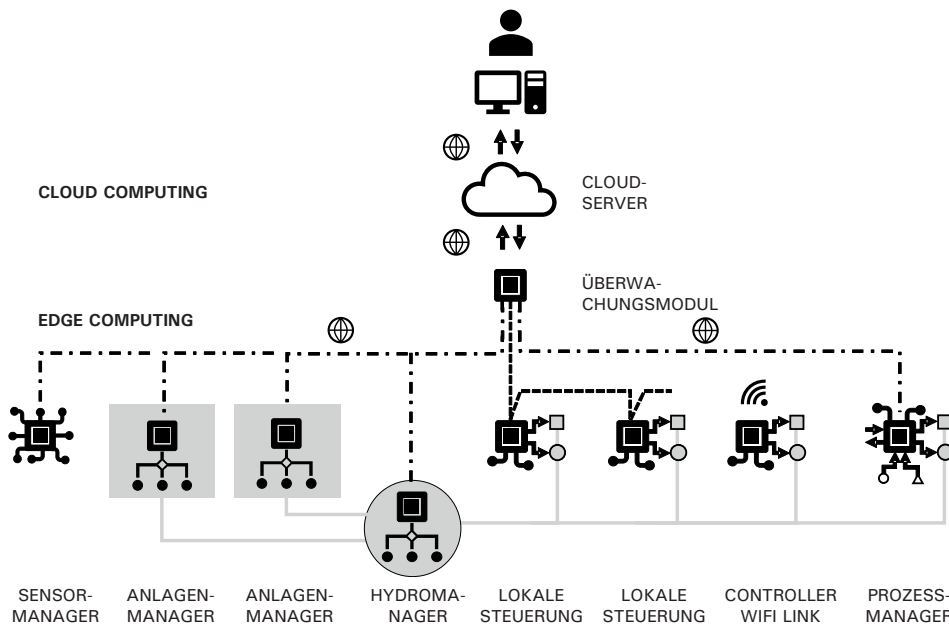 CLOUD COMPUTING
CLOUD-
SERVER
ÜBERWA-
CHUNGSMODUL
EDGE COMPUTING
SENSOR-
MANAGER
ANLAGEN-
MANAGER
ANLAGEN-
MANAGER
HYDROMA-
NAGER
LOKALE
STEUERUNG
LOKALE
STEUERUNG
CONTROLLER
WIFI LINK
PROZESS-
MANAGER